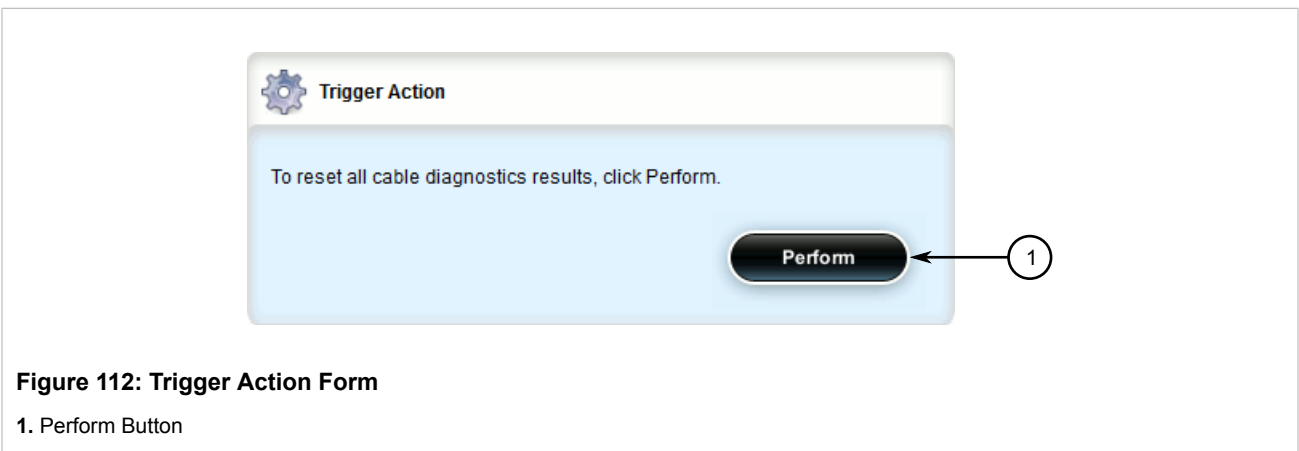 Trigger Action
To reset all cable diagnostics results, click Perform.
Perform
1
Figure 112: Trigger Action Form
1. Perform Button